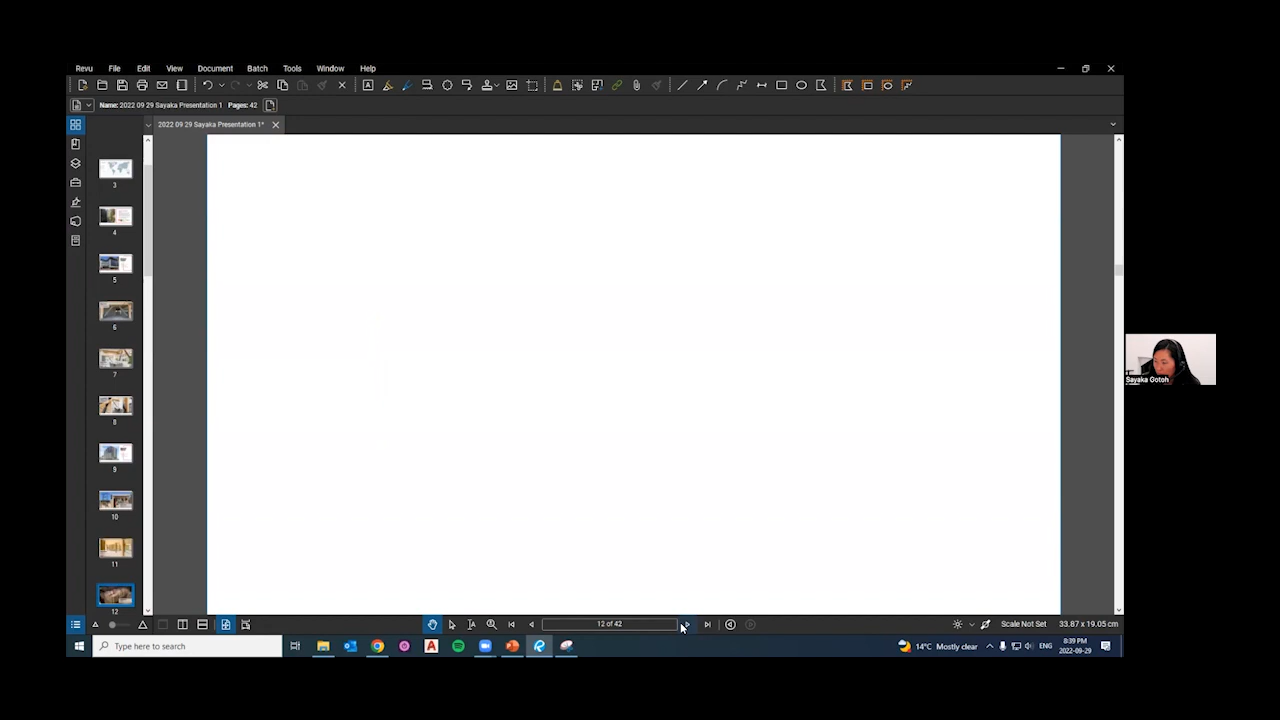 Revu File Edit View Document Batch Tools Window Help
Name: 2022 09 29 Sayaka Presentation 1 Pages: 42
2022 09 29 Sayaka Presentation 1*
3
4
5
6
7
8
9
10
11
12
Sayaka Gotoh
12 of 42
Scale Not Set
33.87 x 19.05 cm
Type here to search
14°C Mostly clear
ENG
8:39 PM
2022-09-29